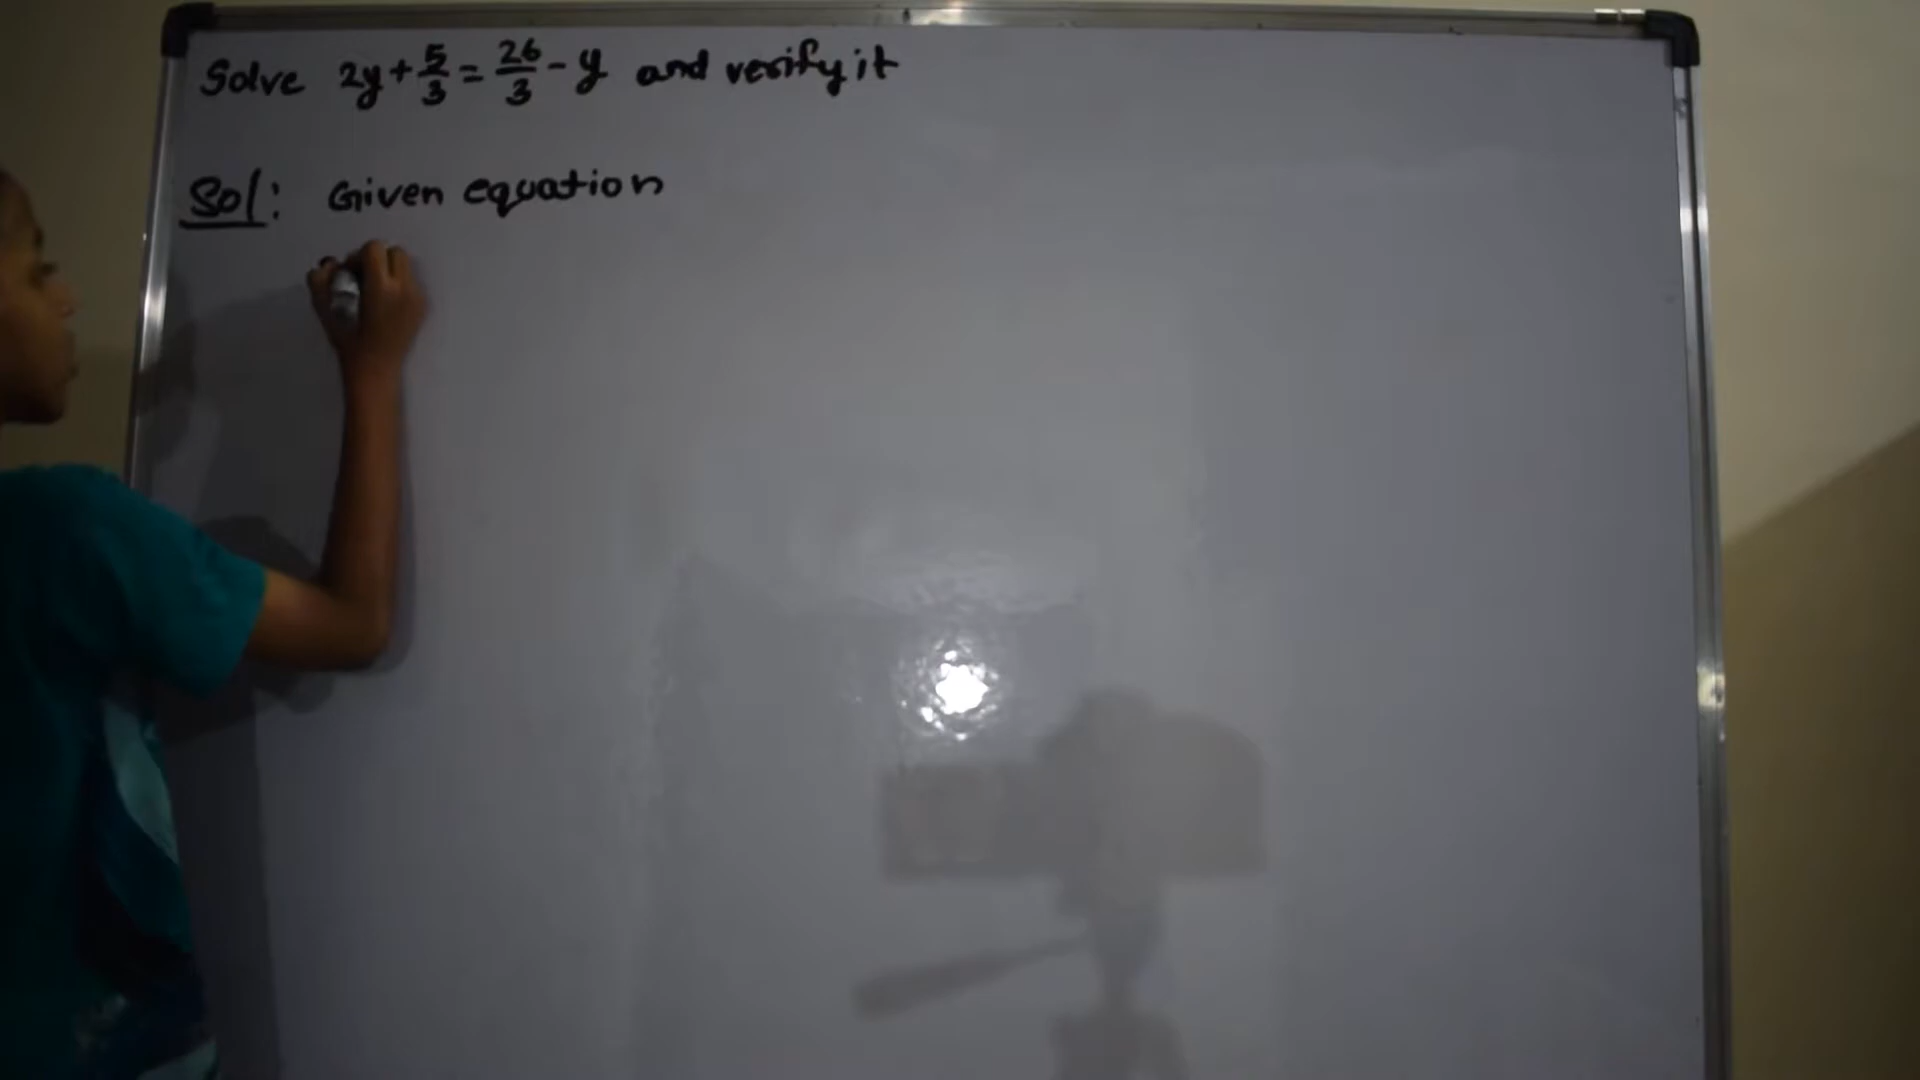 Solve 2y + 5/3 = 26/3 - y and verify it
Sol: Given equation